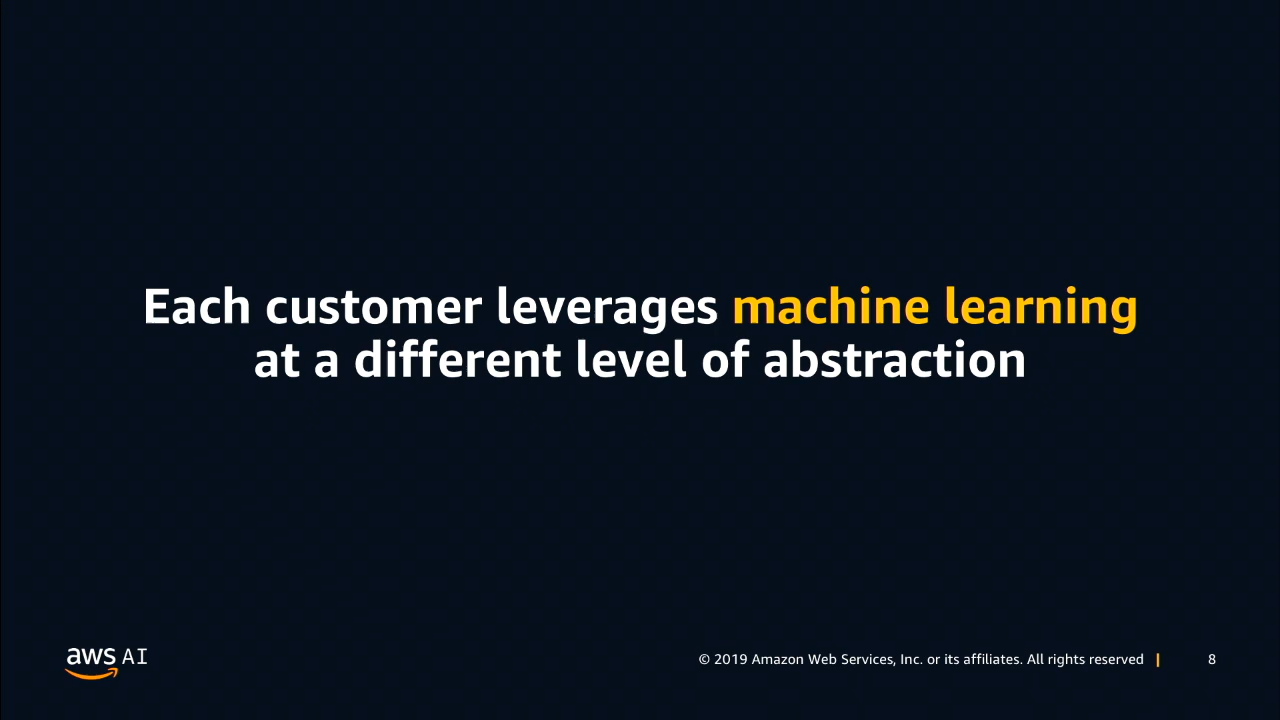 Each customer leverages machine learning
at a different level of abstraction
aws AI
© 2019 Amazon Web Services, Inc. or its affiliates. All rights reserved | 8